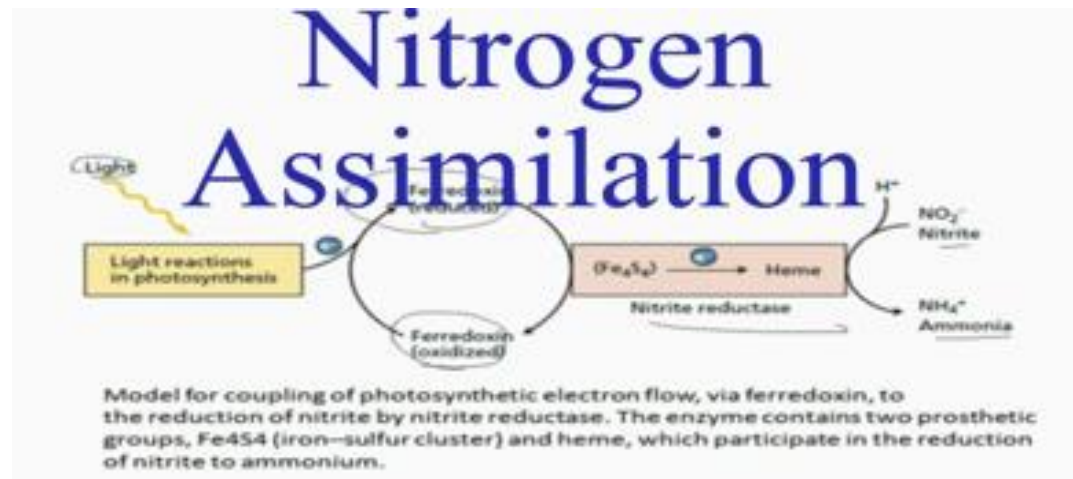 Nitrogen
Assimilation
Light
Ferredoxin
(reduced)
H⁺
NO₂⁻
Nitrite
Light reactions
in photosynthesis
(Fe₄S₄)
Heme
Nitrite reductase
NH₄⁺
Ammonia
Ferredoxin
(oxidized)
Model for coupling of photosynthetic electron flow, via ferredoxin, to
the reduction of nitrite by nitrite reductase. The enzyme contains two prosthetic
groups, Fe4S4 (iron–sulfur cluster) and heme, which participate in the reduction
of nitrite to ammonium.